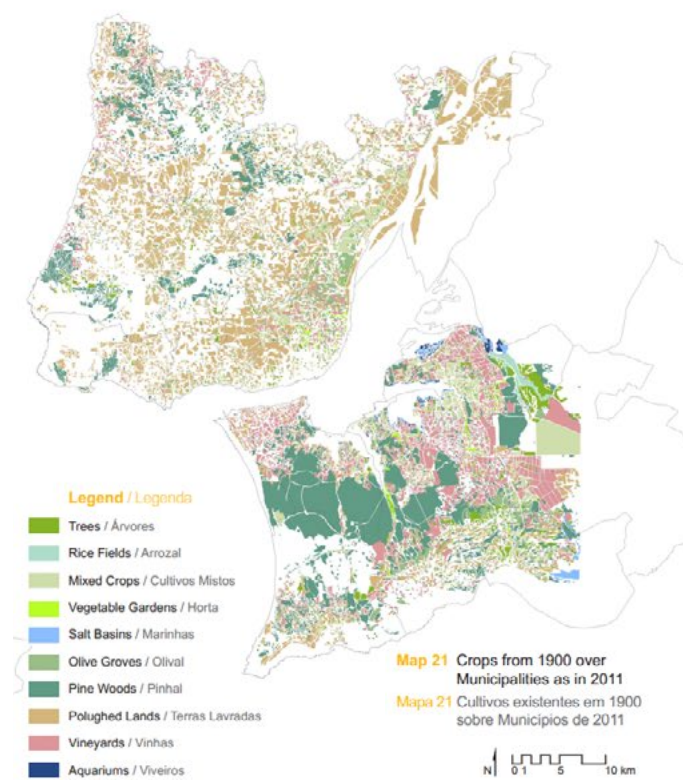 Legend / Legenda
Trees / Árvores
Rice Fields / Arrozal
Mixed Crops / Cultivos Mistos
Vegetable Gardens / Horta
Salt Basins / Marinhas
Olive Groves / Olival
Pine Woods / Pinhal
Polughed Lands / Terras Lavradas
Vineyards / Vinhas
Aquariums / Viveiros
Map 21 Crops from 1900 over
Municipalities as in 2011
Mapa 21 Cultivos existentes em 1900
sobre Municipios de 2011
N 0 1 5 10 km